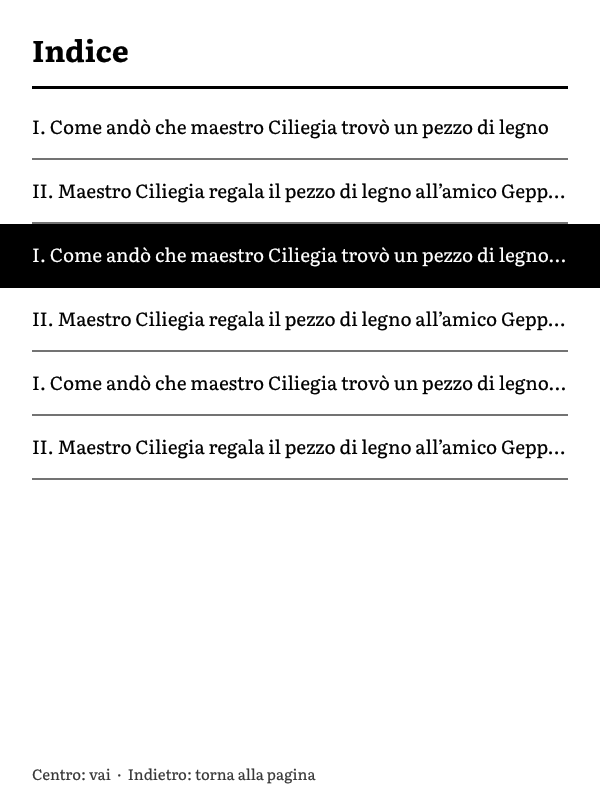 Indice
I. Come andò che maestro Ciliegia trovò un pezzo di legno
II. Maestro Ciliegia regala il pezzo di legno all’amico Gepp…
I. Come andò che maestro Ciliegia trovò un pezzo di legno…
II. Maestro Ciliegia regala il pezzo di legno all’amico Gepp…
I. Come andò che maestro Ciliegia trovò un pezzo di legno…
II. Maestro Ciliegia regala il pezzo di legno all’amico Gepp…
Centro: vai · Indietro: torna alla pagina